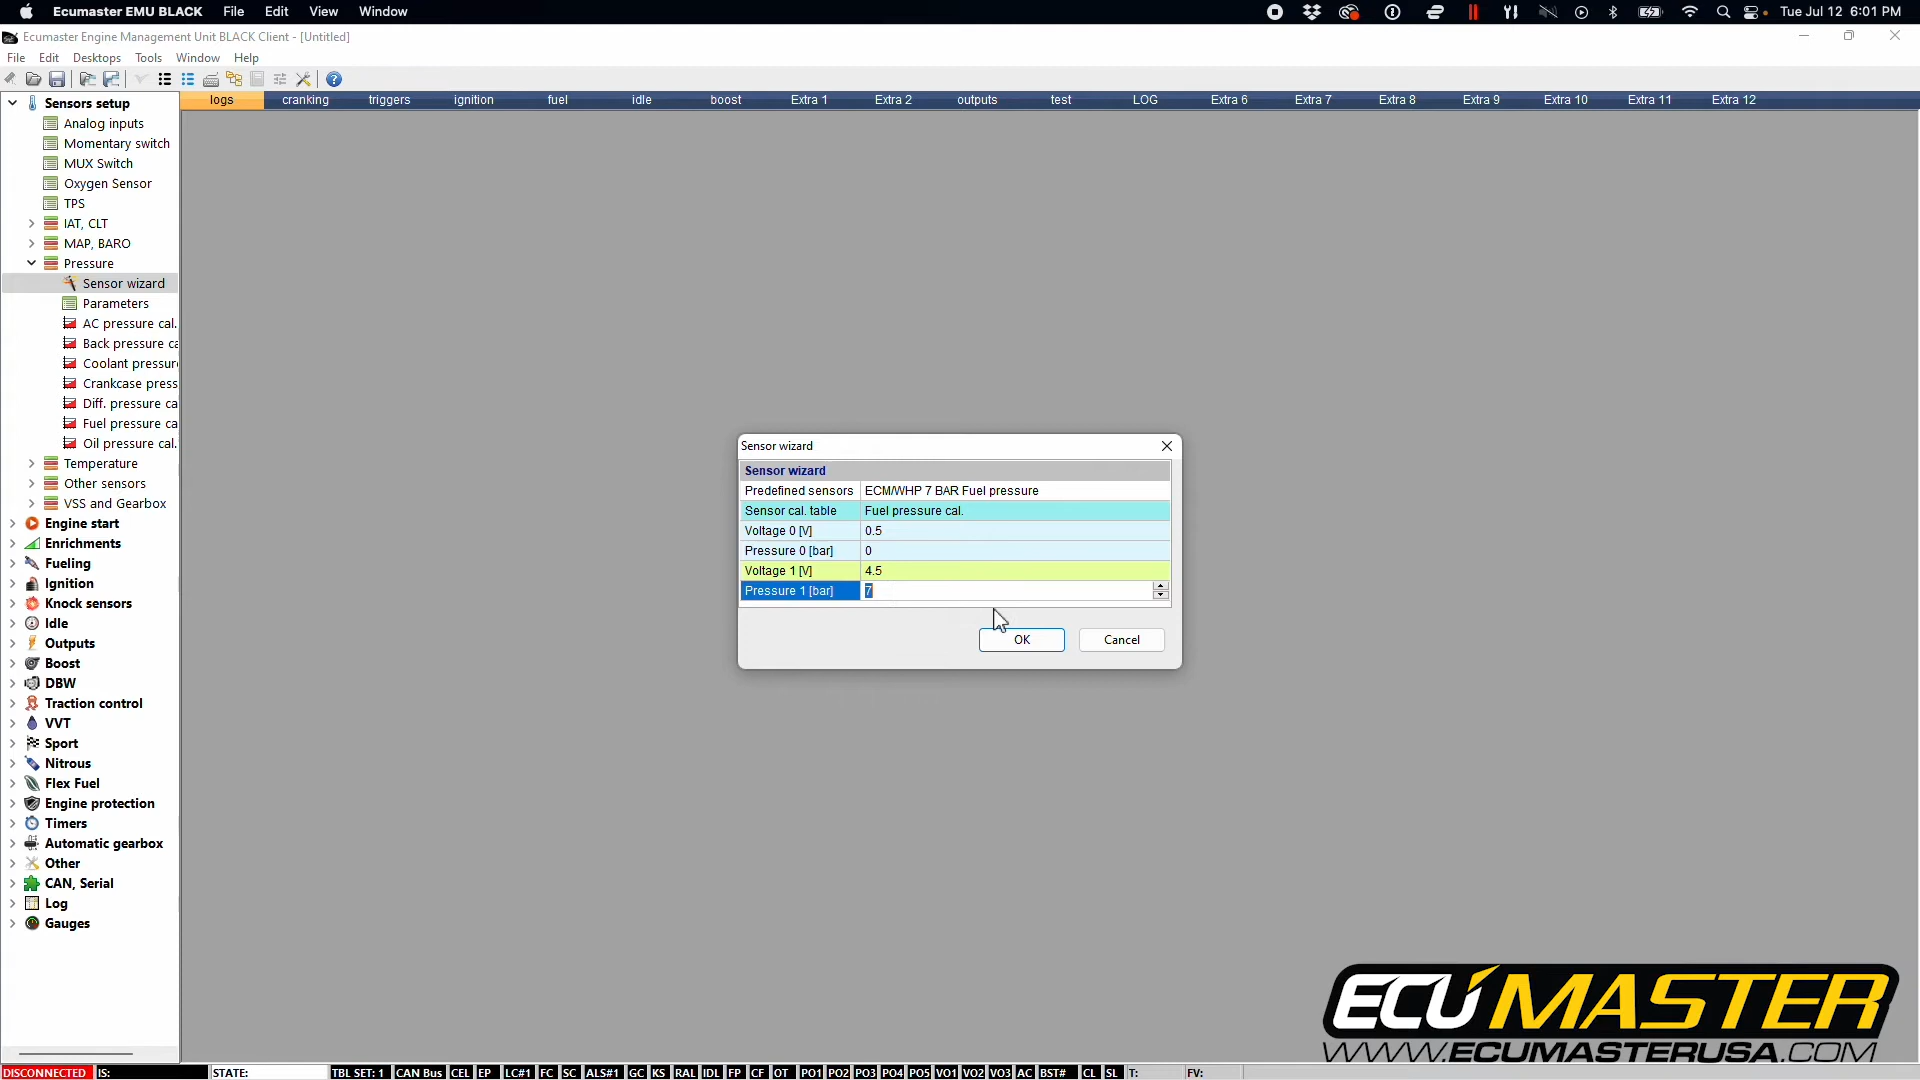 Ecumaster EMU BLACK File Edit View Window Tue Jul 12 6:01 PM
Ecumaster Engine Management Unit BLACK Client - [Untitled]
File Edit Desktops Tools Window Help
logs cranking triggers ignition fuel idle boost Extra 1 Extra 2 outputs test LOG Extra 6 Extra 7 Extra 8 Extra 9 Extra 10 Extra 11 Extra 12
Sensors setup
Analog inputs
Momentary switch
MUX Switch
Oxygen Sensor
TPS
IAT, CLT
MAP, BARO
Pressure
Sensor wizard
Parameters
AC pressure cal.
Back pressure ca
Coolant pressur
Crankcase press
Diff. pressure ca
Fuel pressure ca
Oil pressure cal.
Temperature
Other sensors
VSS and Gearbox
Engine start
Enrichments
Fueling
Ignition
Knock sensors
Idle
Outputs
Boost
DBW
Traction control
VVT
Sport
Nitrous
Flex Fuel
Engine protection
Timers
Automatic gearbox
Other
CAN, Serial
Log
Gauges
Sensor wizard
Sensor wizard
Predefined sensors ECM/WHP 7 BAR Fuel pressure
Sensor cal. table Fuel pressure cal.
Voltage 0 [V] 0.5
Pressure 0 [bar] 0
Voltage 1 [V] 4.5
Pressure 1 [bar] 7
OK Cancel
ECUMASTER
WWW.ECUMASTERUSA.COM
DISCONNECTED IS: STATE: TBL SET: 1 CAN Bus CEL EP LC#1 FC SC ALS#1 GC KS RAL IDL FP CF OT PO1 PO2 PO3 PO4 PO5 VO1 VO2 VO3 AC BST# CL SL T: FV: